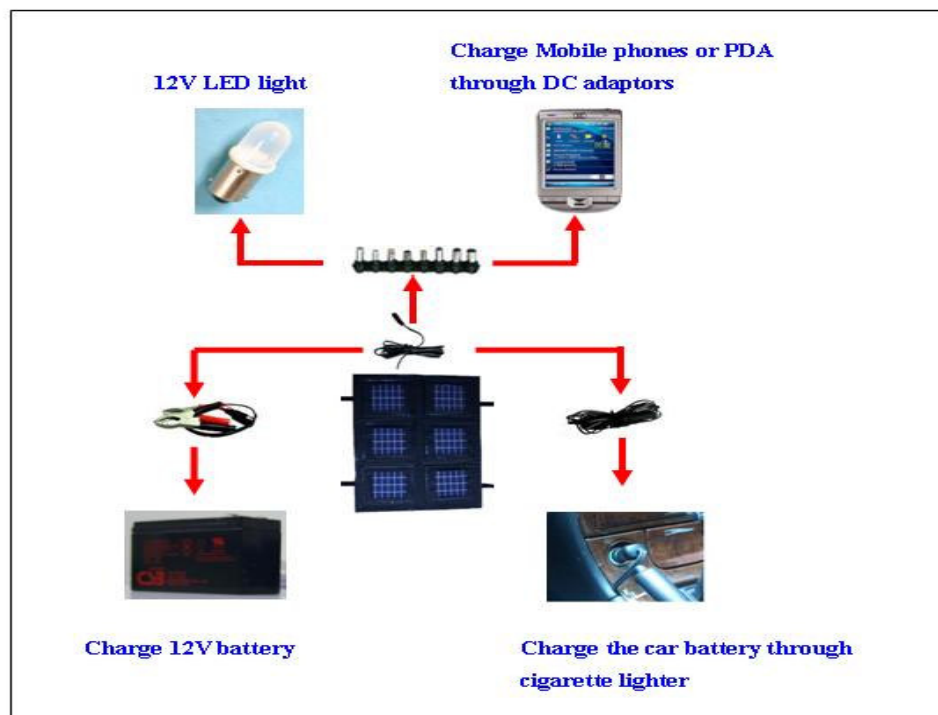 Charge Mobile phones or PDA
through DC adaptors
12V LED light
CSB
Charge 12V battery
Charge the car battery through
cigarette lighter